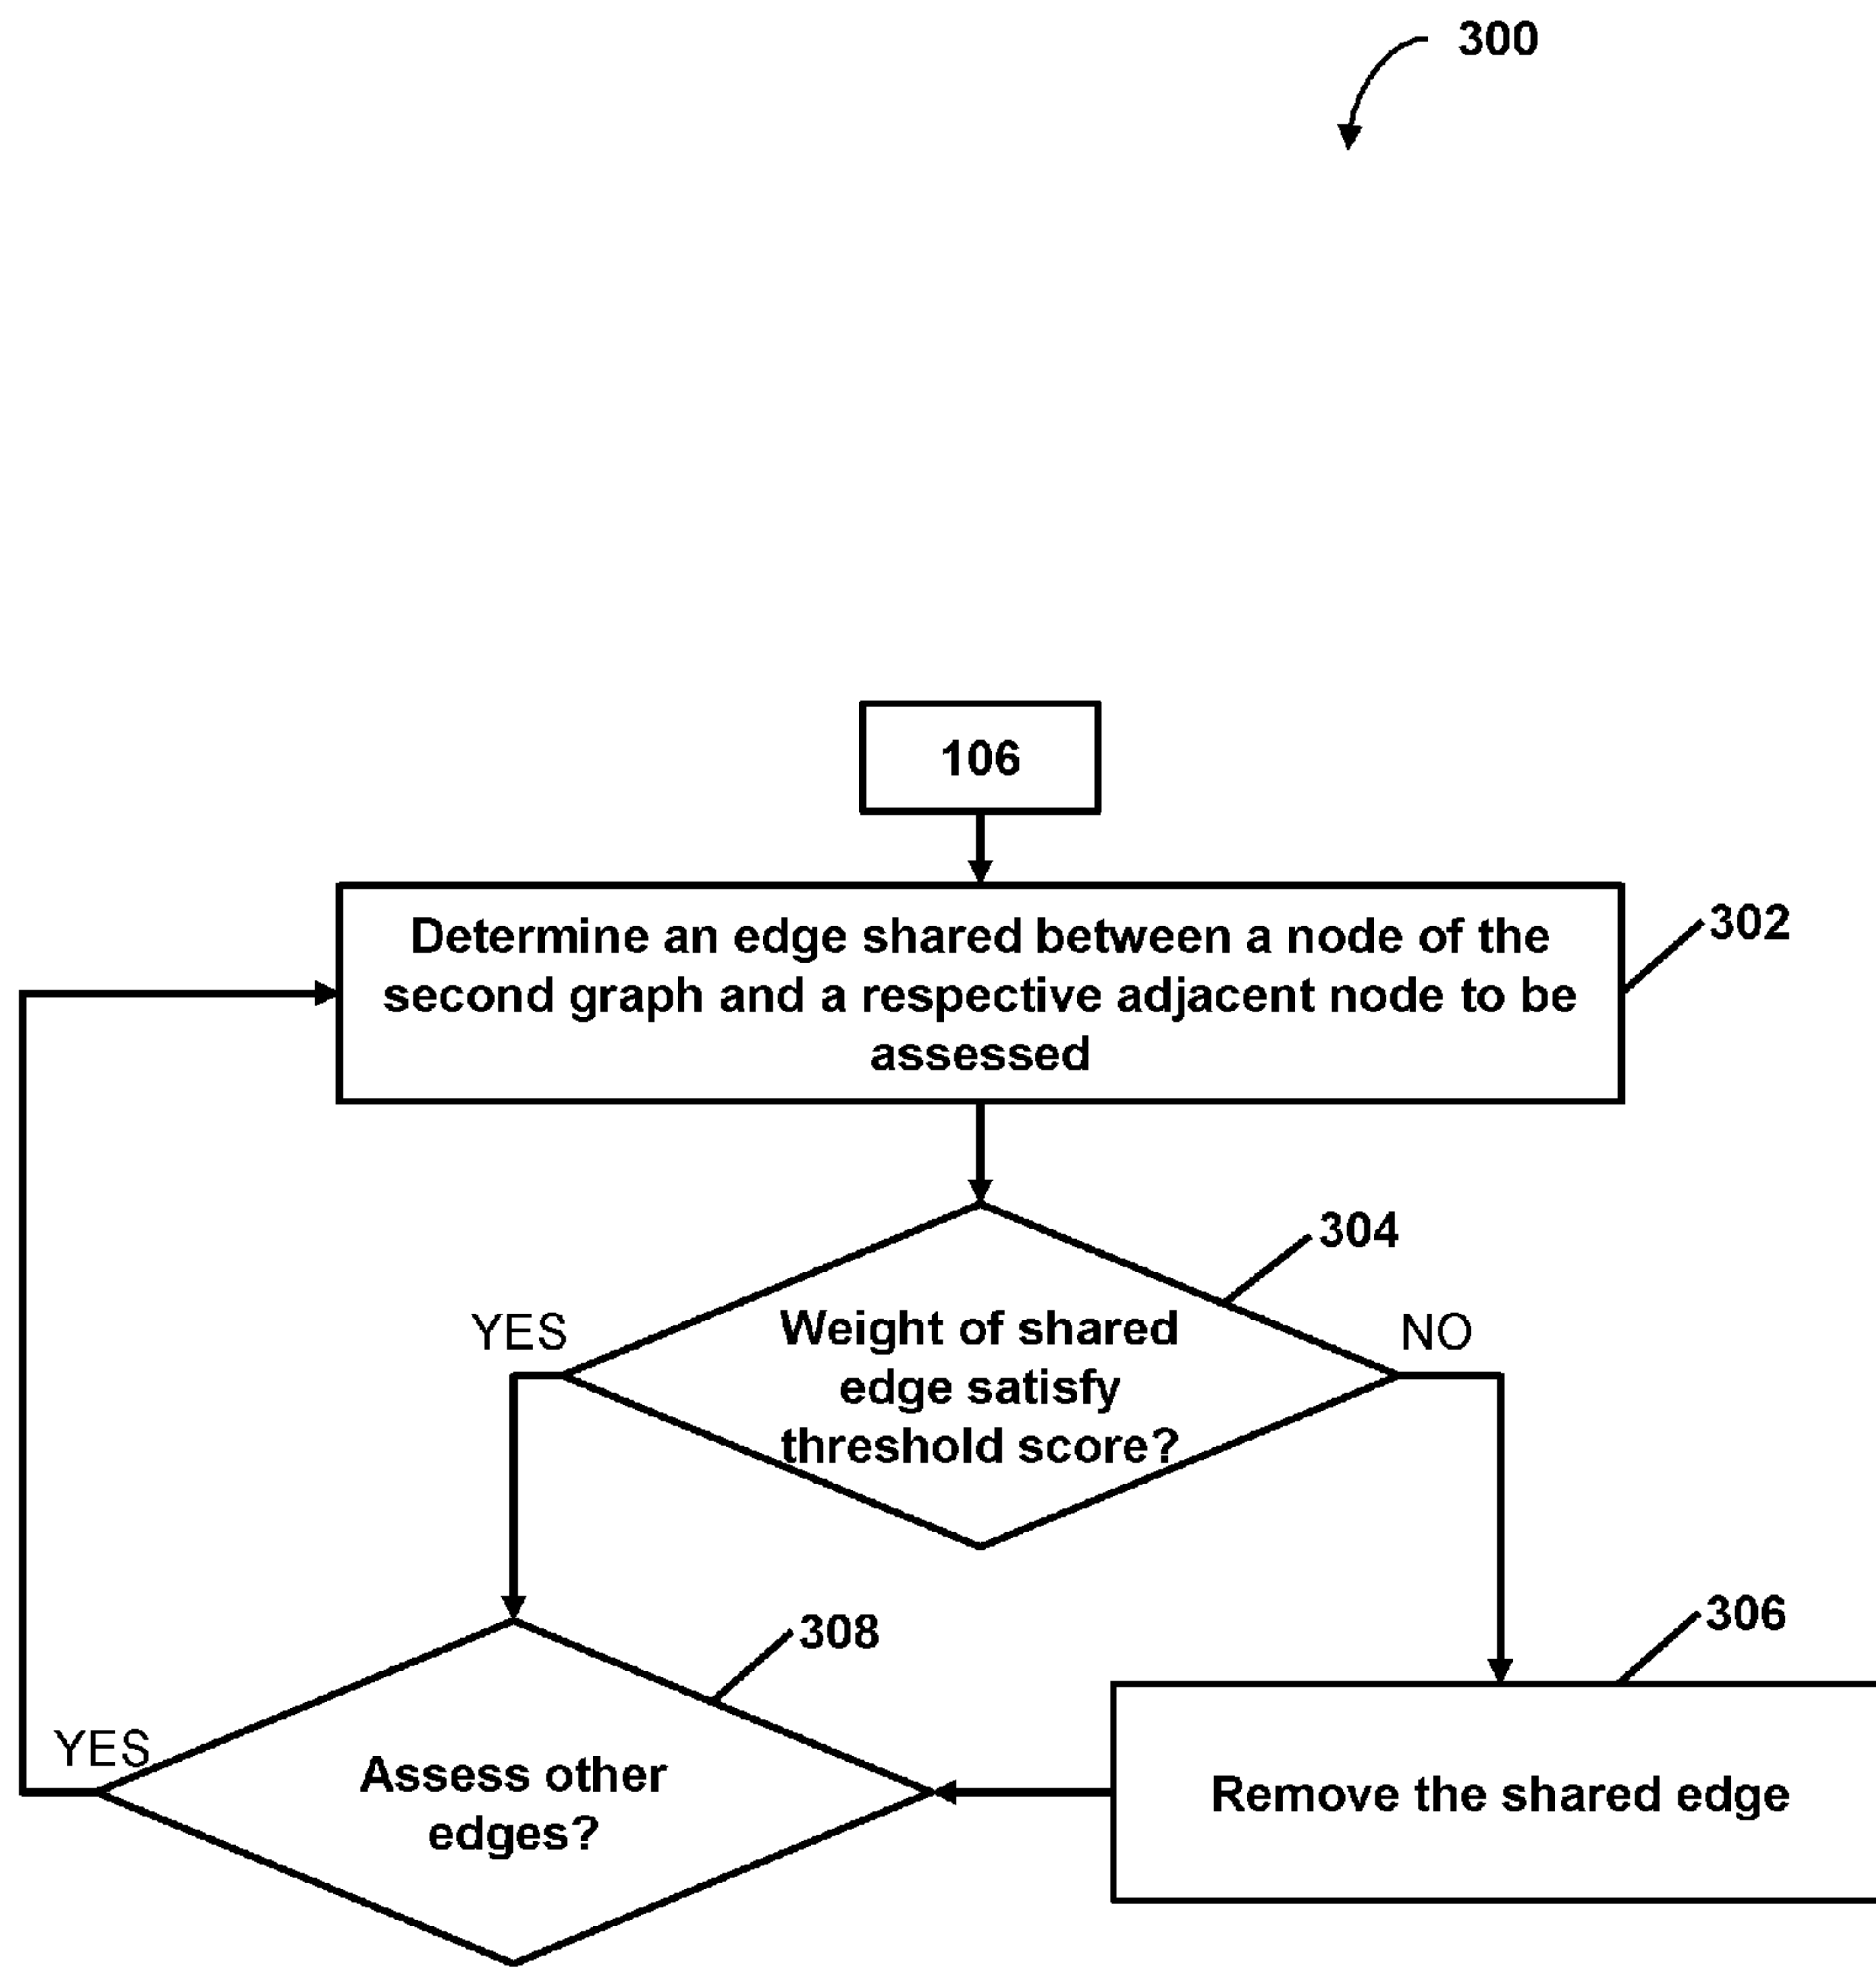 300
106
Determine an edge shared between a node of the
second graph and a respective adjacent node to be
assessed
302
304
YES
Weight of shared
edge satisfy
threshold score?
NO
308
306
YES
Assess other
edges?
Remove the shared edge